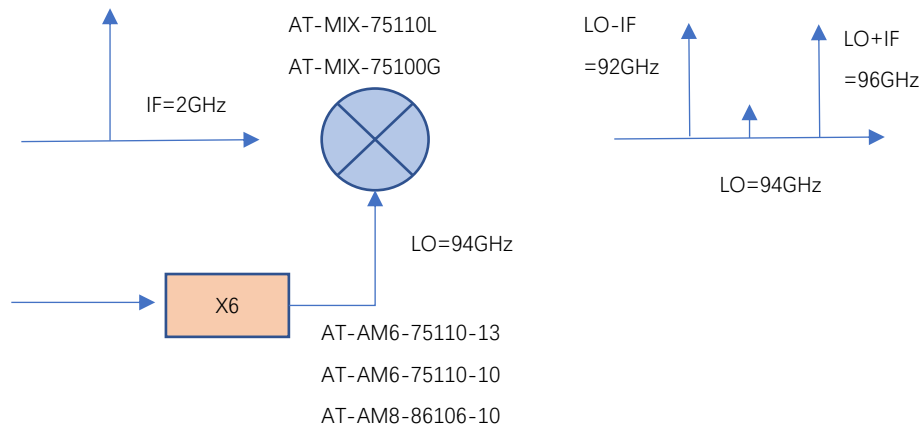 AT-MIX-75110L
AT-MIX-75100G
IF=2GHz
LO-IF
=92GHz
LO+IF
=96GHz
LO=94GHz
LO=94GHz
X6
AT-AM6-75110-13
AT-AM6-75110-10
AT-AM8-86106-10